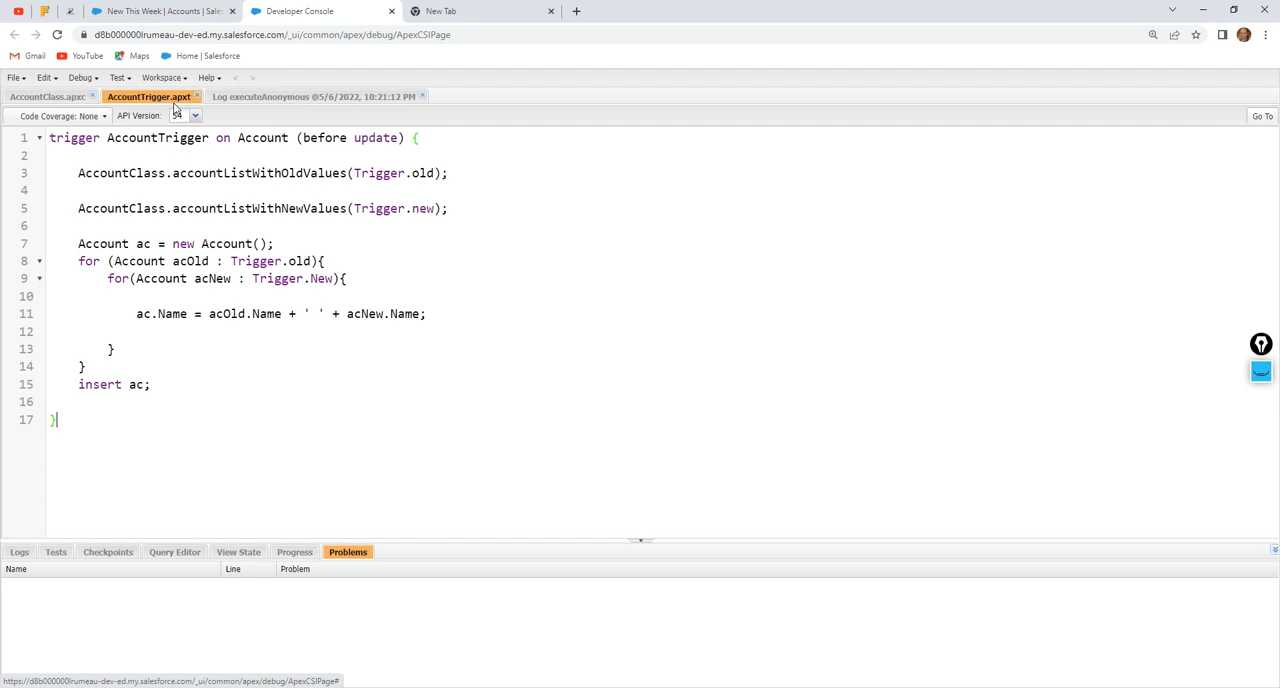 New This Week | Accounts | Sales
Developer Console
New Tab
d8b000000lrumeau-dev-ed.my.salesforce.com/_ui/common/apex/debug/ApexCSIPage
Gmail YouTube Maps Home | Salesforce
File Edit Debug Test Workspace Help < >
AccountClass.apxc AccountTrigger.apxt Log executeAnonymous @5/6/2022, 10:21:12 PM
Code Coverage: None API Version: 54 Go To
1 trigger AccountTrigger on Account (before update) {
2
3 AccountClass.accountListWithOldValues(Trigger.old);
4
5 AccountClass.accountListWithNewValues(Trigger.new);
6
7 Account ac = new Account();
8 for (Account acOld : Trigger.old){
9 for(Account acNew : Trigger.New){
10
11 ac.Name = acOld.Name + ' ' + acNew.Name;
12
13 }
14 }
15 insert ac;
16
17 }
Logs Tests Checkpoints Query Editor View State Progress Problems
Name Line Problem
https://d8b000000lrumeau-dev-ed.my.salesforce.com/_ui/common/apex/debug/ApexCSIPage#